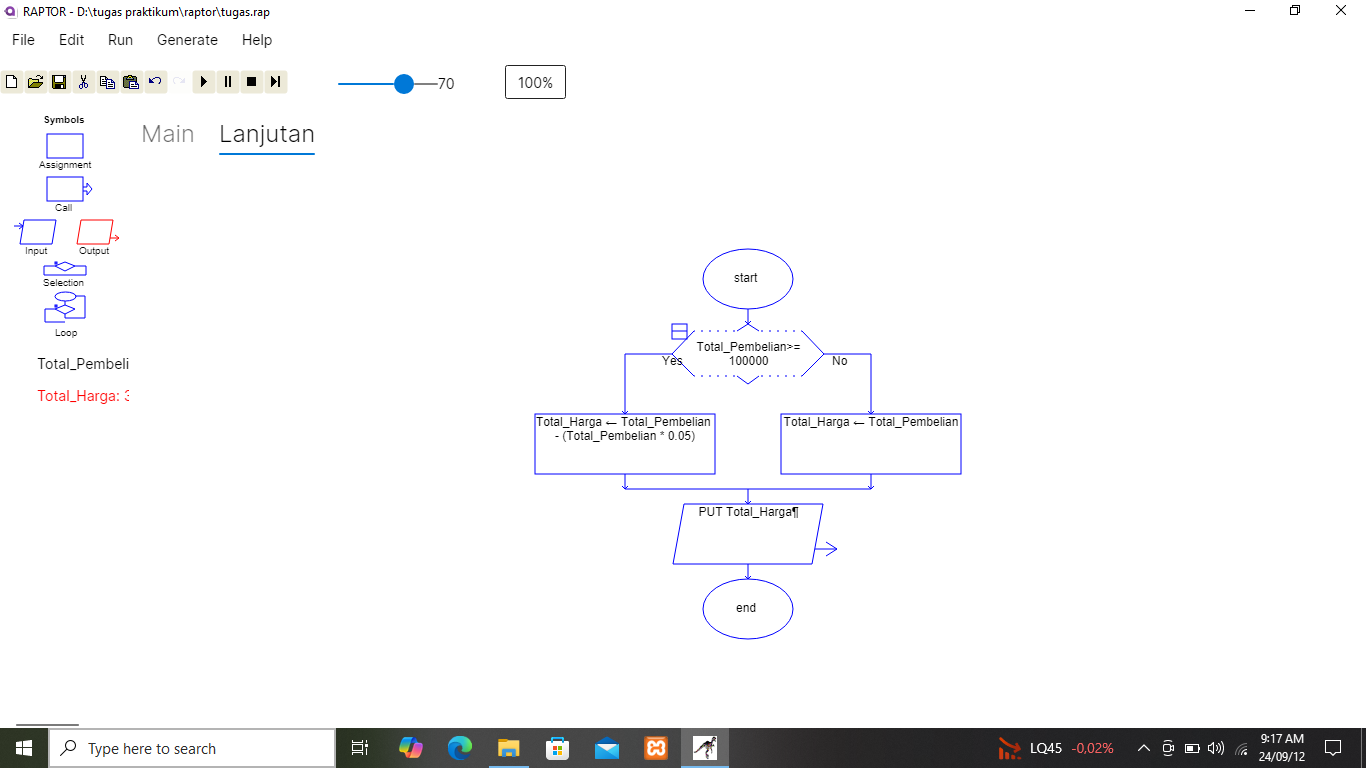 RAPTOR - D:\tugas praktikum\raptor\tugas.rap
File Edit Run Generate Help
70
100%
Symbols
Assignment
Call
Input
Output
Selection
Loop
Total_Pembeli
Total_Harga: 3
Main
Lanjutan
start
Total_Pembelian>=
100000
Yes
No
Total_Harga ← Total_Pembelian
- (Total_Pembelian * 0.05)
Total_Harga ← Total_Pembelian
PUT Total_Harga¶
end
Type here to search
LQ45 -0,02%
9:17 AM
24/09/12